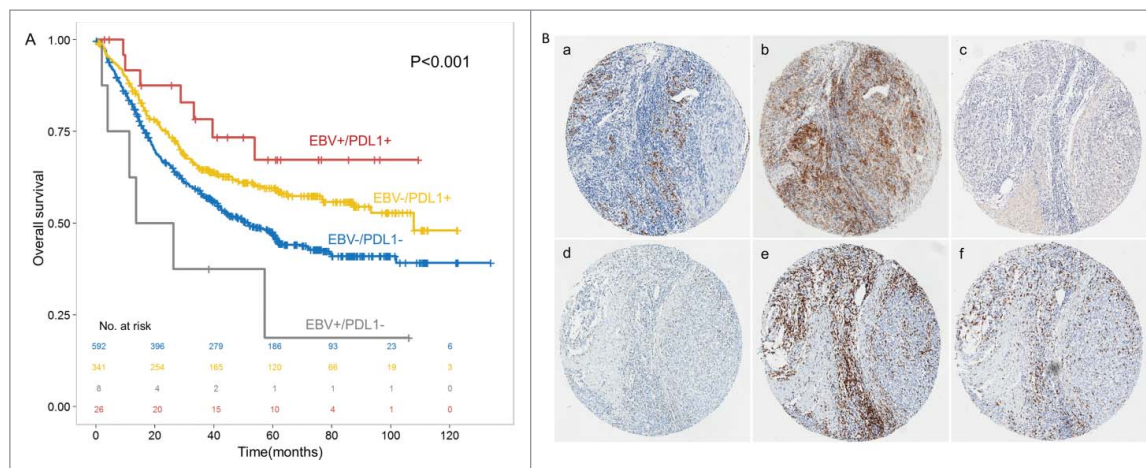 A
1.00
P<0.001
EBV+/PDL1+
0.75
Overall survival
EBV-/PDL1+
0.50
EBV-/PDL1-
0.25
EBV+/PDL1-
No. at risk
592 396 279 186 93 23 6
341 254 165 120 66 19 3
8 4 2 1 1 1 0
26 20 15 10 4 1 0
0.00
0 20 40 60 80 100 120
Time(months)
B
a b c
d e f